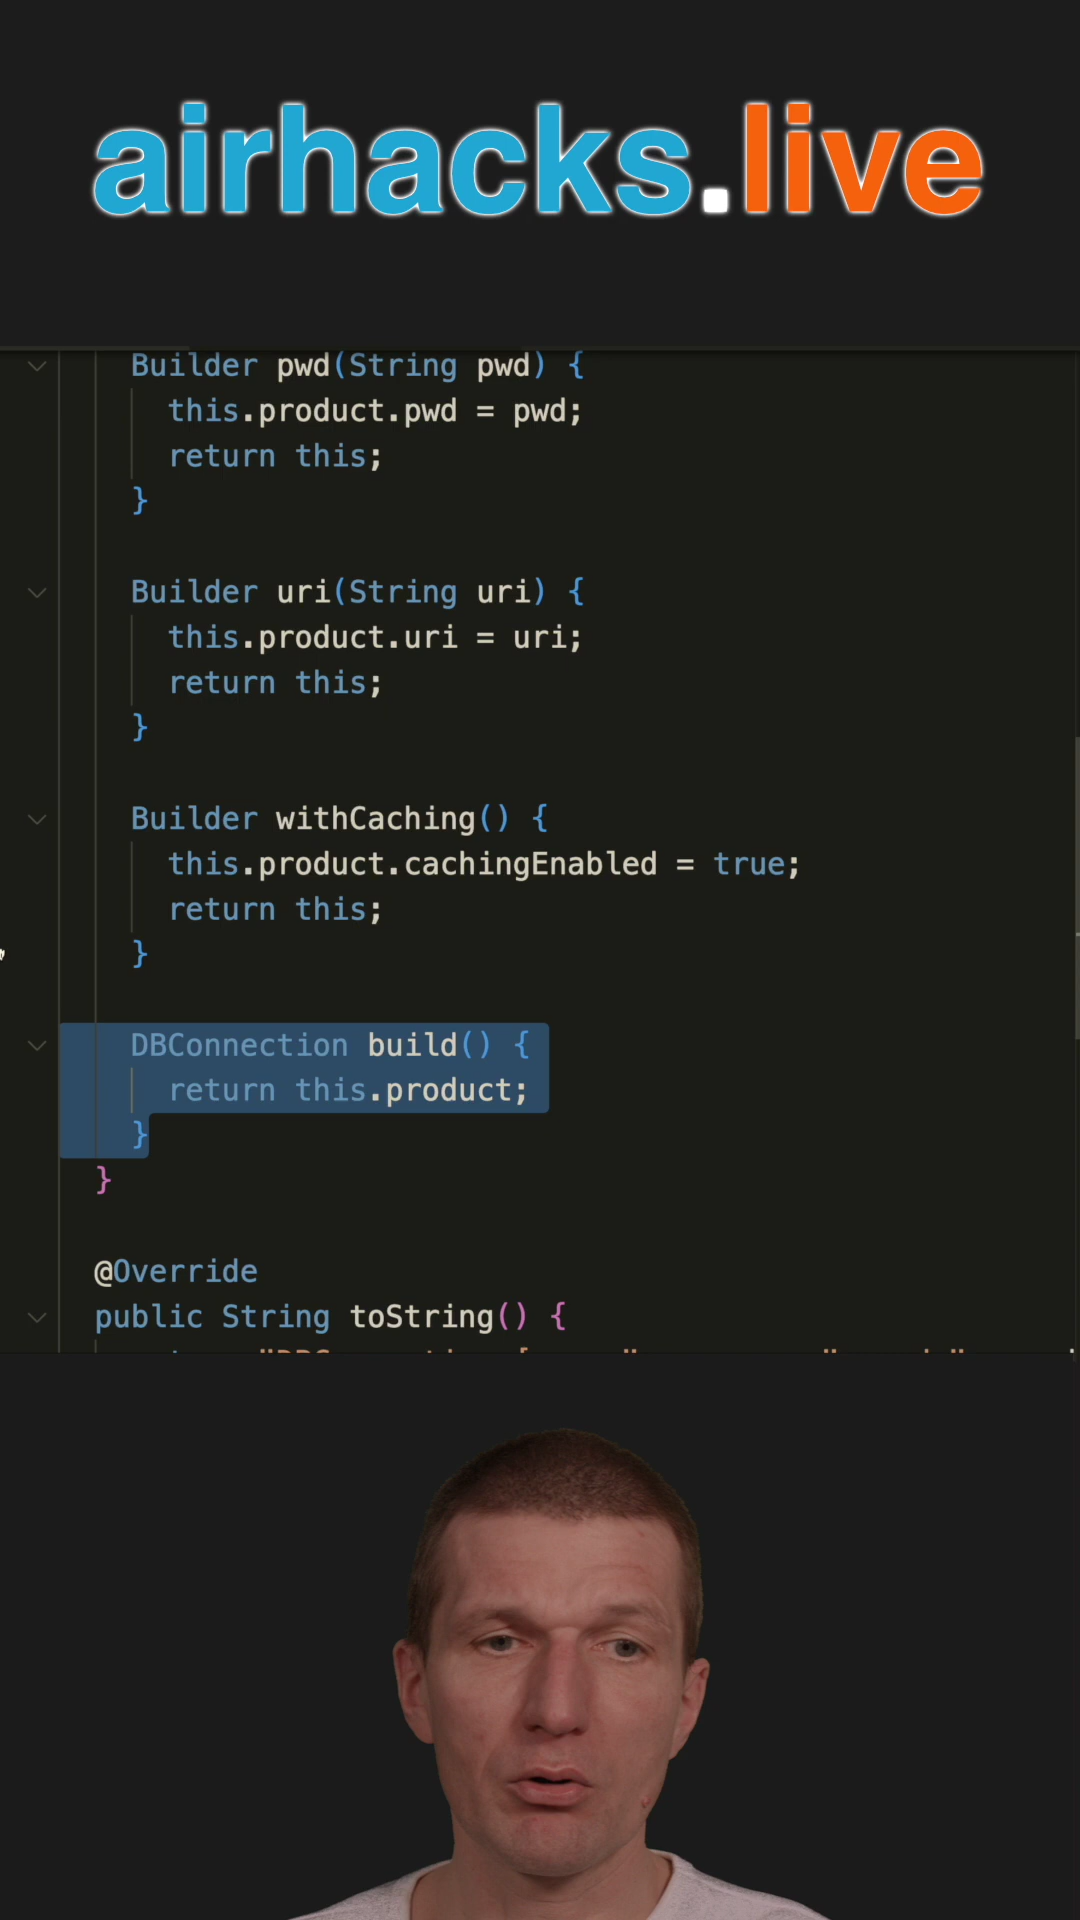 airhacks.live
Builder pwd(String pwd) {
this.product.pwd = pwd;
return this;
}
Builder uri(String uri) {
this.product.uri = uri;
return this;
}
Builder withCaching() {
this.product.cachingEnabled = true;
return this;
}
DBConnection build() {
return this.product;
}
}
@Override
public String toString() {